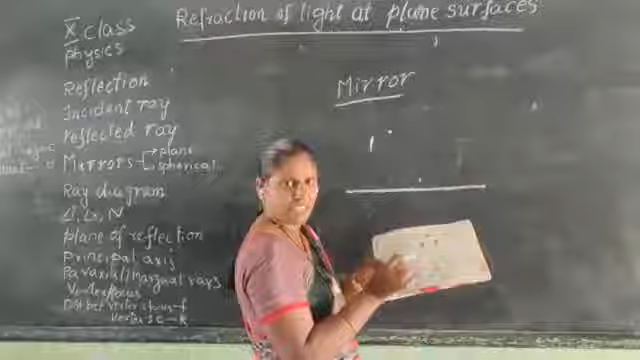 X class
physics
Refraction of light at plane surfaces
Mirror
Reflection
Incident ray
reflected ray
Mirrors plane
spherical
Ray diagram
N
plane of reflection
principal axis
Paraxial/marginal rays
Vertex